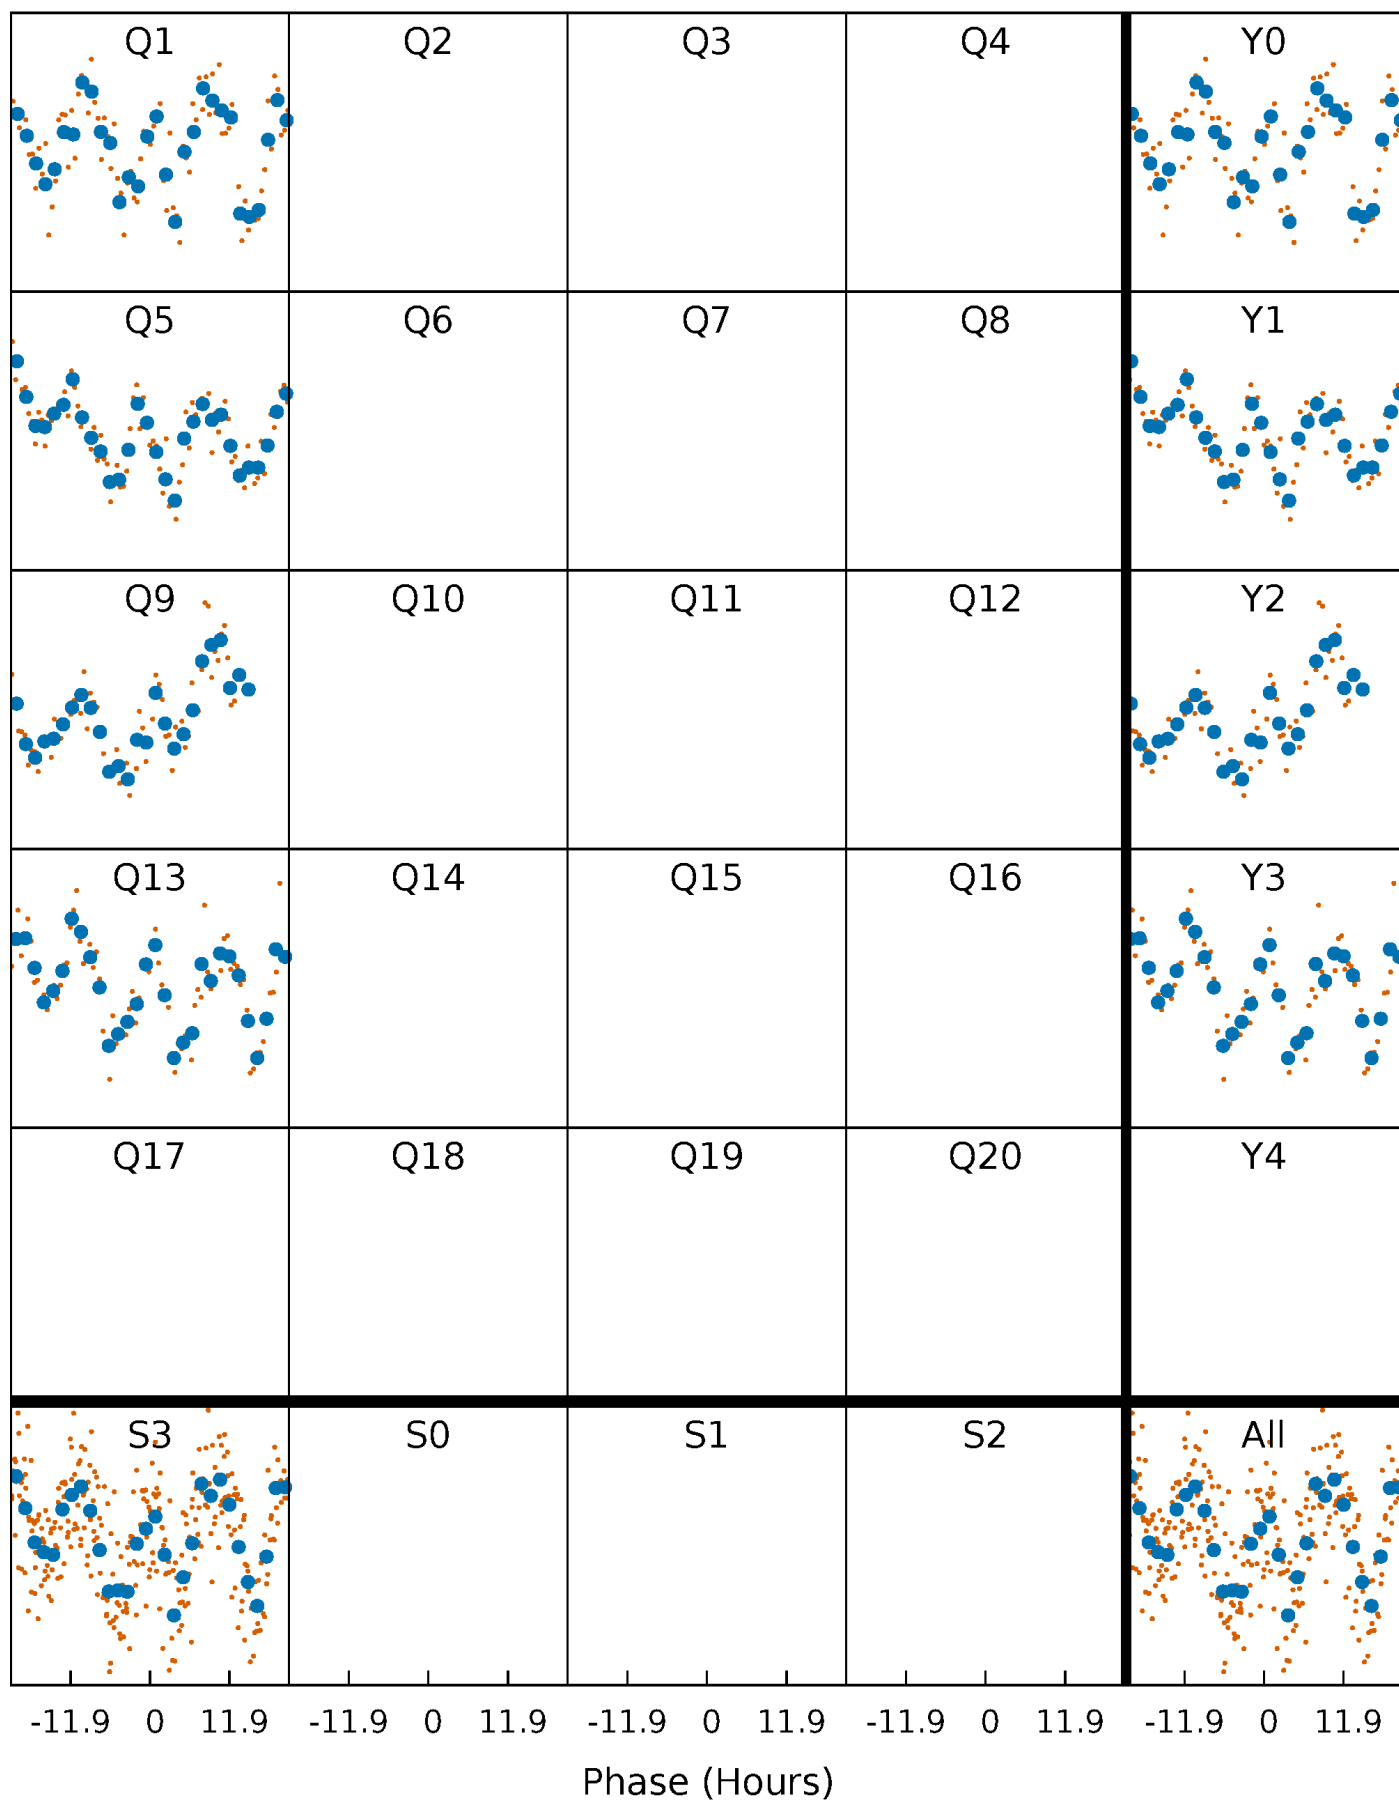 Q1 Q2 Q3 Q4 Y0
Q5 Q6 Q7 Q8 Y1
Q9 Q10 Q11 Q12 Y2
Q13 Q14 Q15 Q16 Y3
Q17 Q18 Q19 Q20 Y4
S3 S0 S1 S2 All
-11.9 0 11.9 -11.9 0 11.9 -11.9 0 11.9 -11.9 0 11.9 -11.9 0 11.9
Phase (Hours)